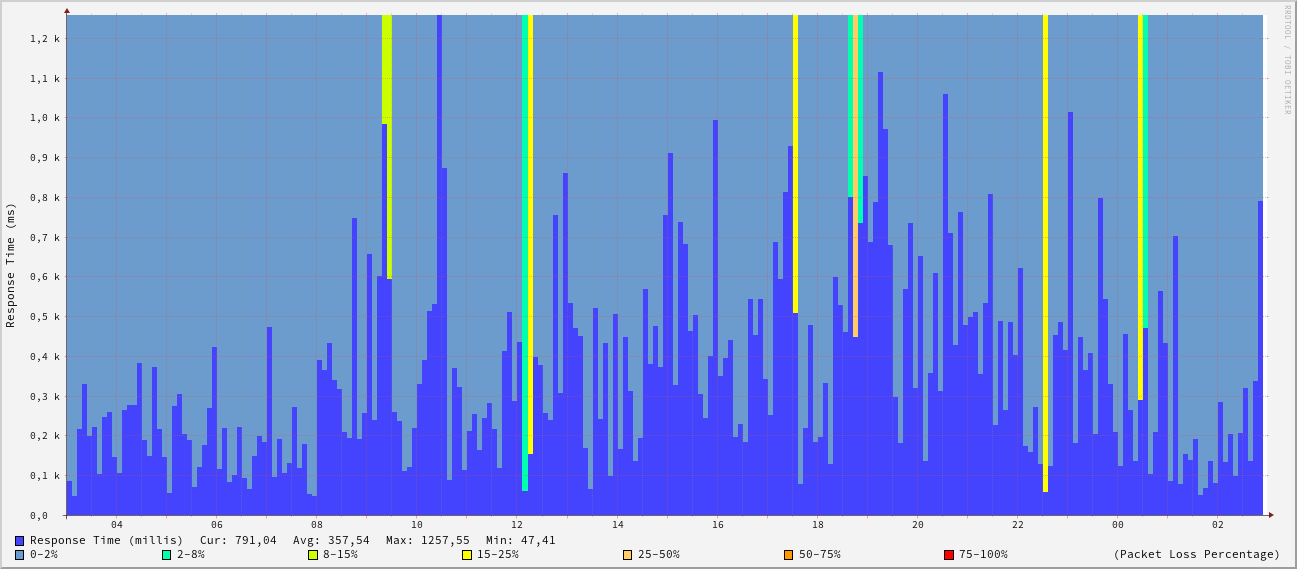 RRDTOOL / TOBI OETIKER
Response Time (ms)
1,2 k
1,1 k
1,0 k
0,9 k
0,8 k
0,7 k
0,6 k
0,5 k
0,4 k
0,3 k
0,2 k
0,1 k
0,0
04 06 08 10 12 14 16 18 20 22 00 02
Response Time (millis) Cur: 791,04 Avg: 357,54 Max: 1257,55 Min: 47,41
0-2% 2-8% 8-15% 15-25% 25-50% 50-75% 75-100% (Packet Loss Percentage)